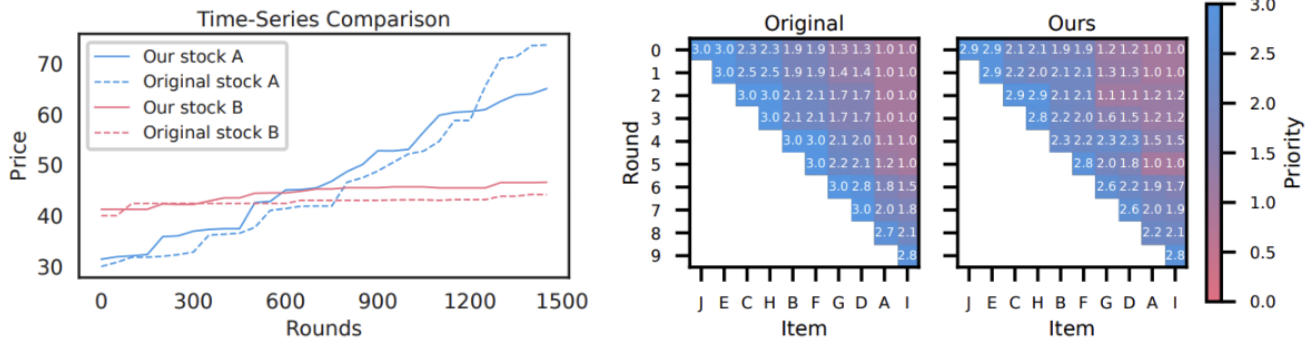 Time-Series Comparison
Our stock A
Original stock A
Our stock B
Original stock B
Price
70
60
50
40
30
0 300 600 900 1200 1500
Rounds
Original
Round
0 3.0 3.0 2.3 2.3 1.9 1.9 1.3 1.3 1.0 1.0
1 3.0 2.5 2.5 1.9 1.9 1.4 1.4 1.0 1.0
2 3.0 3.0 2.1 2.1 1.7 1.7 1.0 1.0
3 3.0 2.1 2.1 1.7 1.7 1.0 1.0
4 3.0 3.0 2.1 2.0 1.1 1.0
5 3.0 2.2 2.1 1.2 1.0
6 3.0 2.8 1.8 1.5
7 3.0 2.0 1.8
8 2.7 2.1
9 2.8
J E C H B F G D A I
Item
Ours
2.9 2.9 2.1 2.1 1.9 1.9 1.2 1.2 1.0 1.0
2.9 2.2 2.0 2.1 2.1 1.3 1.3 1.1 1.0
2.9 2.9 2.1 2.1 1.1 1.1 1.2 1.2
2.8 2.2 2.0 1.6 1.5 1.2 1.2
2.3 2.2 2.3 2.3 1.5 1.5
2.8 2.0 1.8 1.0 1.0
2.6 2.2 1.9 1.7
2.6 2.0 1.9
2.2 2.1
2.8
J E C H B F G D A I
Item
3.0
2.5
2.0
1.5
1.0
0.5
0.0
Priority